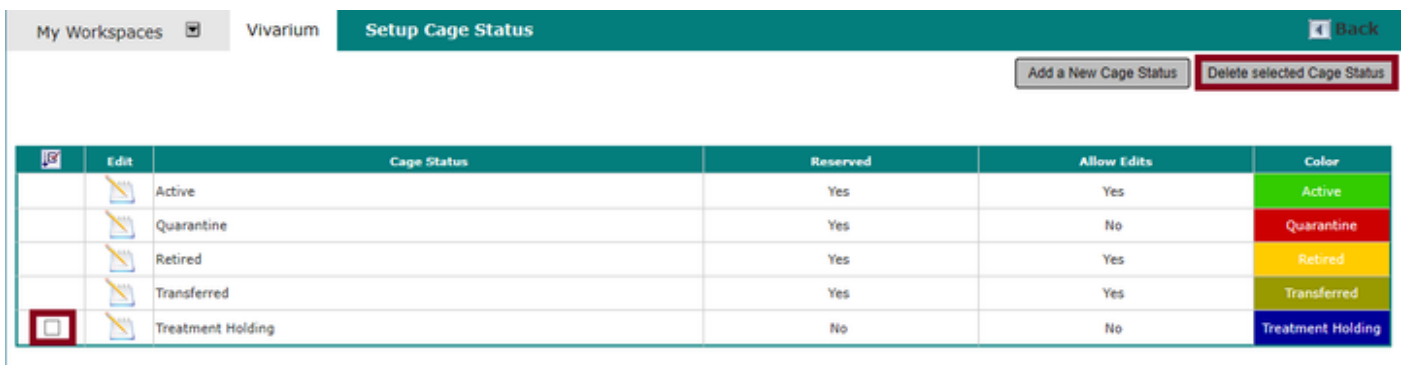 My Workspaces Vivarium Setup Cage Status Back
Add a New Cage Status Delete selected Cage Status
Edit Cage Status Reserved Allow Edits Color
Active Yes Yes Active
Quarantine Yes No Quarantine
Retired Yes Yes Retired
Transferred Yes Yes Transferred
Treatment Holding No No Treatment Holding